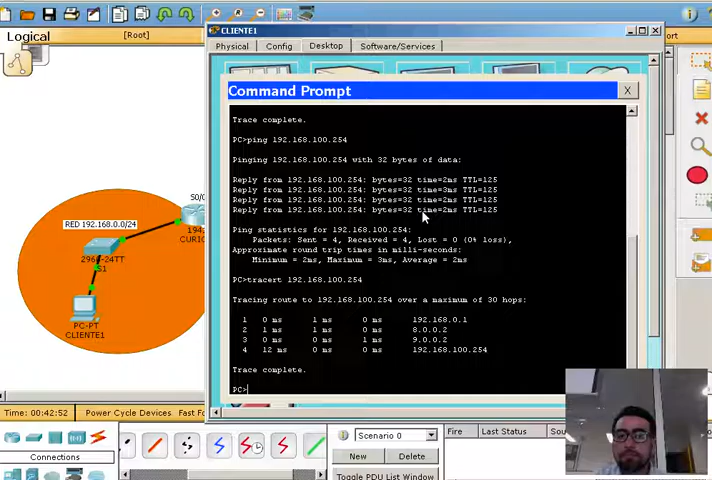 CLIENTE1
Physical Config Desktop Software/Services
Logical
[Root]
Command Prompt
X
Trace complete.
PC>ping 192.168.100.254
Pinging 192.168.100.254 with 32 bytes of data:
Reply from 192.168.100.254: bytes=32 time=2ms TTL=125
Reply from 192.168.100.254: bytes=32 time=3ms TTL=125
Reply from 192.168.100.254: bytes=32 time=2ms TTL=125
Reply from 192.168.100.254: bytes=32 time=2ms TTL=125
Ping statistics for 192.168.100.254:
Packets: Sent = 4, Received = 4, Lost = 0 (0% loss),
Approximate round trip times in milli-seconds:
Minimum = 2ms, Maximum = 3ms, Average = 2ms
PC>tracert 192.168.100.254
Tracing route to 192.168.100.254 over a maximum of 30 hops:
1 0 ms 1 ms 0 ms 192.168.0.1
2 1 ms 1 ms 0 ms 8.0.0.2
3 0 ms 0 ms 1 ms 9.0.0.2
4 12 ms 0 ms 0 ms 192.168.100.254
Trace complete.
PC>
RED 192.168.0.0/24
S0/0
194
CURIC
2960-24TT
S1
PC-PT
CLIENTE1
Time: 00:42:52 Power Cycle Devices Fast Fo
Connections
Scenario 0
New Delete
Toggle PDU List Window
Fire Last Status Sou
ort